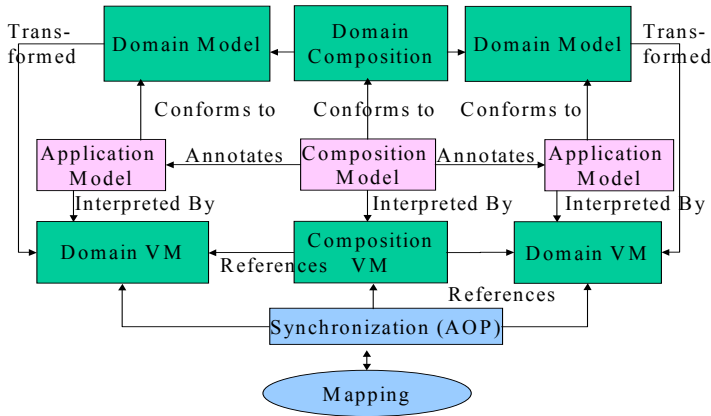 Trans-
formed
Domain Model
Domain
Composition
Domain Model
Trans-
formed
Conforms to
Conforms to
Conforms to
Application
Model
Annotates
Composition
Model
Annotates
Application
Model
Interpreted By
Interpreted By
Interpreted By
Domain VM
References
Composition
VM
References
Domain VM
Synchronization (AOP)
Mapping